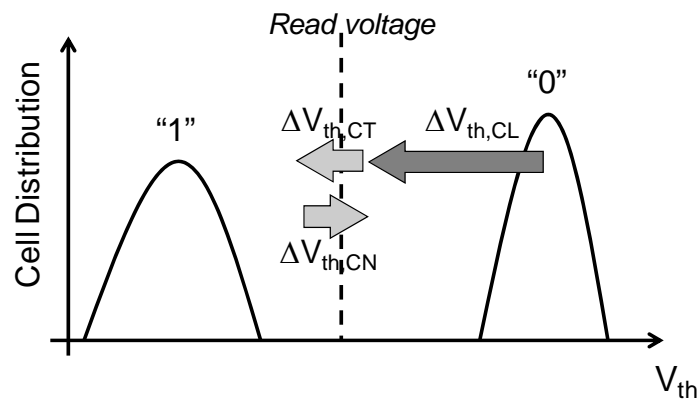 Read voltage
“0”
“1”
ΔVth,CT
ΔVth,CL
ΔVth,CN
Cell Distribution
Vth